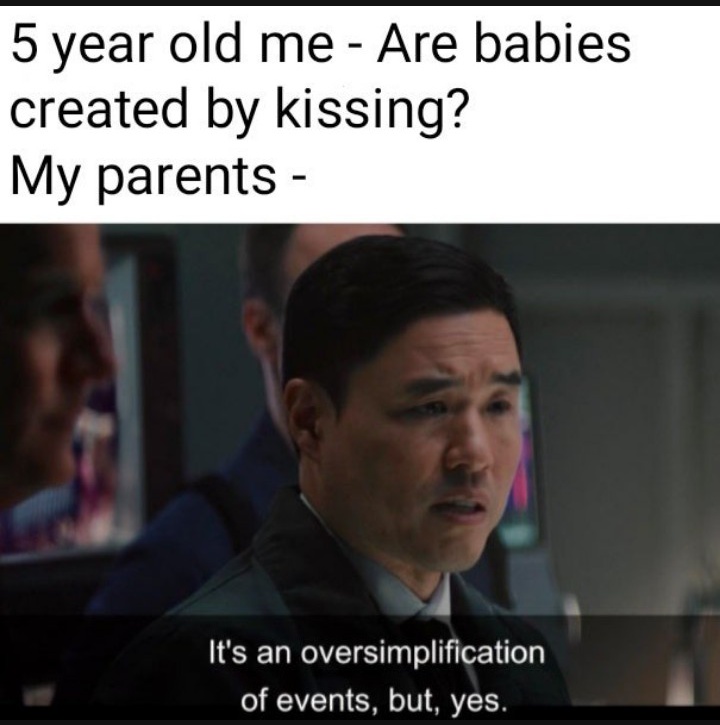 5 year old me - Are babies
created by kissing?
My parents -
It's an oversimplification
of events, but, yes.